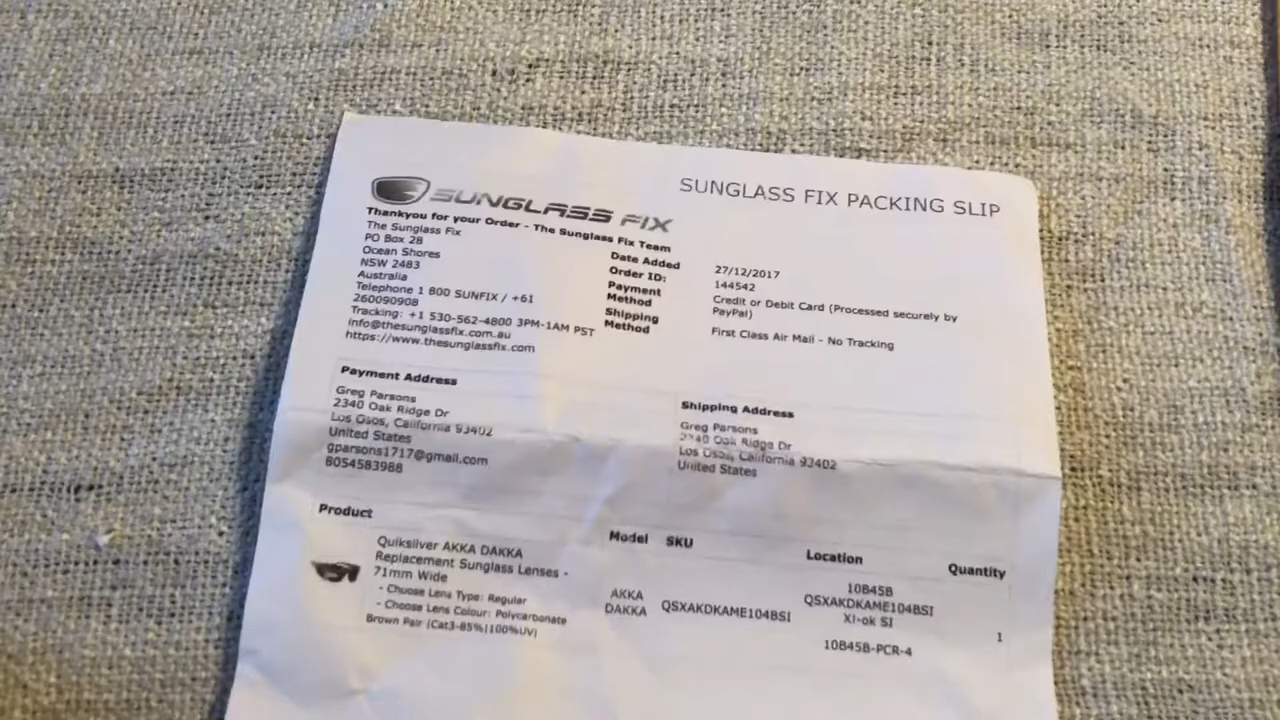 SUNGLASS FIX
SUNGLASS FIX PACKING SLIP
Thankyou for your Order - The Sunglass Fix Team
The Sunglass Fix
PO Box 28
Ocean Shores
NSW 2483
Australia
Telephone 1 800 SUNFIX / +61
260090908
Tracking: +1 530-562-4800 3PM-1AM PST
info@thesunglassfix.com.au
https://www.thesunglassfix.com
Date Added 27/12/2017
Order ID: 144542
Payment Method Credit or Debit Card (Processed securely by PayPal)
Shipping Method First Class Air Mail - No Tracking
Payment Address
Greg Parsons
2340 Oak Ridge Dr
Los Osos, California 93402
United States
gparsons1717@gmail.com
8054583988
Shipping Address
Greg Parsons
2340 Oak Ridge Dr
Los Osos, California 93402
United States
Product Model SKU Location Quantity
Quiksilver AKKA DAKKA
Replacement Sunglass Lenses -
71mm Wide
- Choose Lens Type: Regular
- Choose Lens Colour: Polycarbonate
Brown Pair (Cat3-85%|100%UV)
AKKA
DAKKA
QSXAKDKAME104BSI
10B45B
QSXAKDKAME104BSI
XI-ok SI
10B45B-PCR-4
1